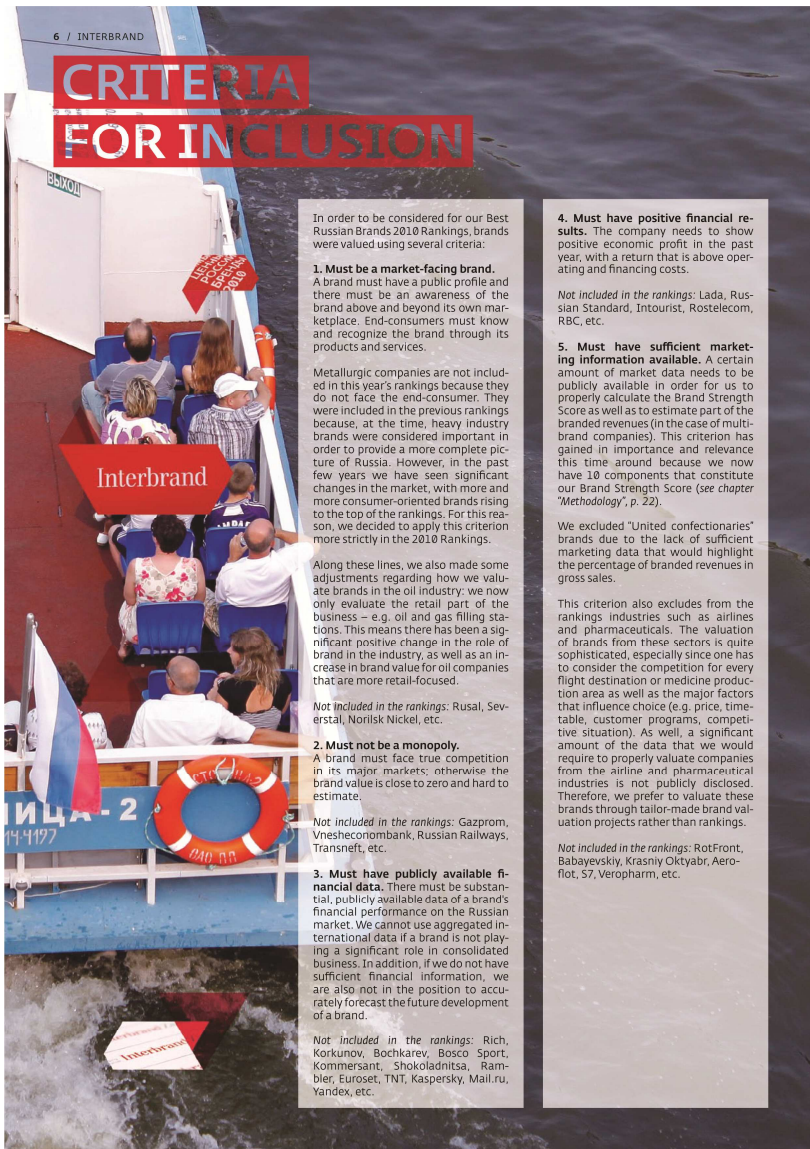 6 / INTERBRAND
CRITERIA
FOR INCLUSION
ВЫХОД
РОССИЙ
БРЕНДЫ
2010
Interbrand
In order to be considered for our Best
Russian Brands 2010 Rankings, brands
were valued using several criteria:
1. Must be a market-facing brand.
A brand must have a public profile and
there must be an awareness of the
brand above and beyond its own mar-
ketplace. End-consumers must know
and recognize the brand through its
products and services.
Metallurgic companies are not includ-
ed in this year's rankings because they
do not face the end-consumer. They
were included in the previous rankings
because, at the time, heavy industry
brands were considered important in
order to provide a more complete pic-
ture of Russia. However, in the past
few years we have seen significant
changes in the market, with more and
more consumer-oriented brands rising
to the top of the rankings. For this rea-
son, we decided to apply this criterion
more strictly in the 2010 Rankings.
Along these lines, we also made some
adjustments regarding how we valu-
ate brands in the oil industry: we now
only evaluate the retail part of the
business – e.g. oil and gas filling sta-
tions. This means there has been a sig-
nificant positive change in the role of
brand in the industry, as well as an in-
crease in brand value for oil companies
that are more retail-focused.
Not included in the rankings: Rusal, Sev-
erstal, Norilsk Nickel, etc.
2. Must not be a monopoly.
A brand must face true competition
in its major markets; otherwise the
brand value is close to zero and hard to
estimate.
Not included in the rankings: Gazprom,
Vnesheconombank, Russian Railways,
Transneft, etc.
3. Must have publicly available fi-
nancial data. There must be substan-
tial, publicly available data of a brand's
financial performance on the Russian
market. We cannot use aggregated in-
ternational data if a brand is not play-
ing a significant role in consolidated
business. In addition, if we do not have
sufficient financial information, we
are also not in the position to accu-
rately forecast the future development
of a brand.
Not included in the rankings: Rich,
Korkunov, Bochkarev, Bosco Sport,
Kommersant, Shokoladnitsa, Ram-
bler, Euroset, TNT, Kaspersky, Mail.ru,
Yandex, etc.
4. Must have positive financial re-
sults. The company needs to show
positive economic profit in the past
year, with a return that is above oper-
ating and financing costs.
Not included in the rankings: Lada, Rus-
sian Standard, Intourist, Rostelecom,
RBC, etc.
5. Must have sufficient market-
ing information available. A certain
amount of market data needs to be
publicly available in order for us to
properly calculate the Brand Strength
Score as well as to estimate part of the
branded revenues (in the case of multi-
brand companies). This criterion has
gained in importance and relevance
this time around because we now
have 10 components that constitute
our Brand Strength Score (see chapter
"Methodology", p. 22).
We excluded "United confectionaries"
brands due to the lack of sufficient
marketing data that would highlight
the percentage of branded revenues in
gross sales.
This criterion also excludes from the
rankings industries such as airlines
and pharmaceuticals. The valuation
of brands from these sectors is quite
sophisticated, especially since one has
to consider the competition for every
flight destination or medicine produc-
tion area as well as the major factors
that influence choice (e.g. price, time-
table, customer programs, competi-
tive situation). As well, a significant
amount of the data that we would
require to properly valuate companies
from the airline and pharmaceutical
industries is not publicly disclosed.
Therefore, we prefer to valuate these
brands through tailor-made brand val-
uation projects rather than rankings.
Not included in the rankings: RotFront,
Babayevskiy, Krasniy Oktyabr, Aero-
flot, S7, Veropharm, etc.
НИЦА-2
14-4197
СТОЛИЦА 2
ОАО ПП
Interbrand